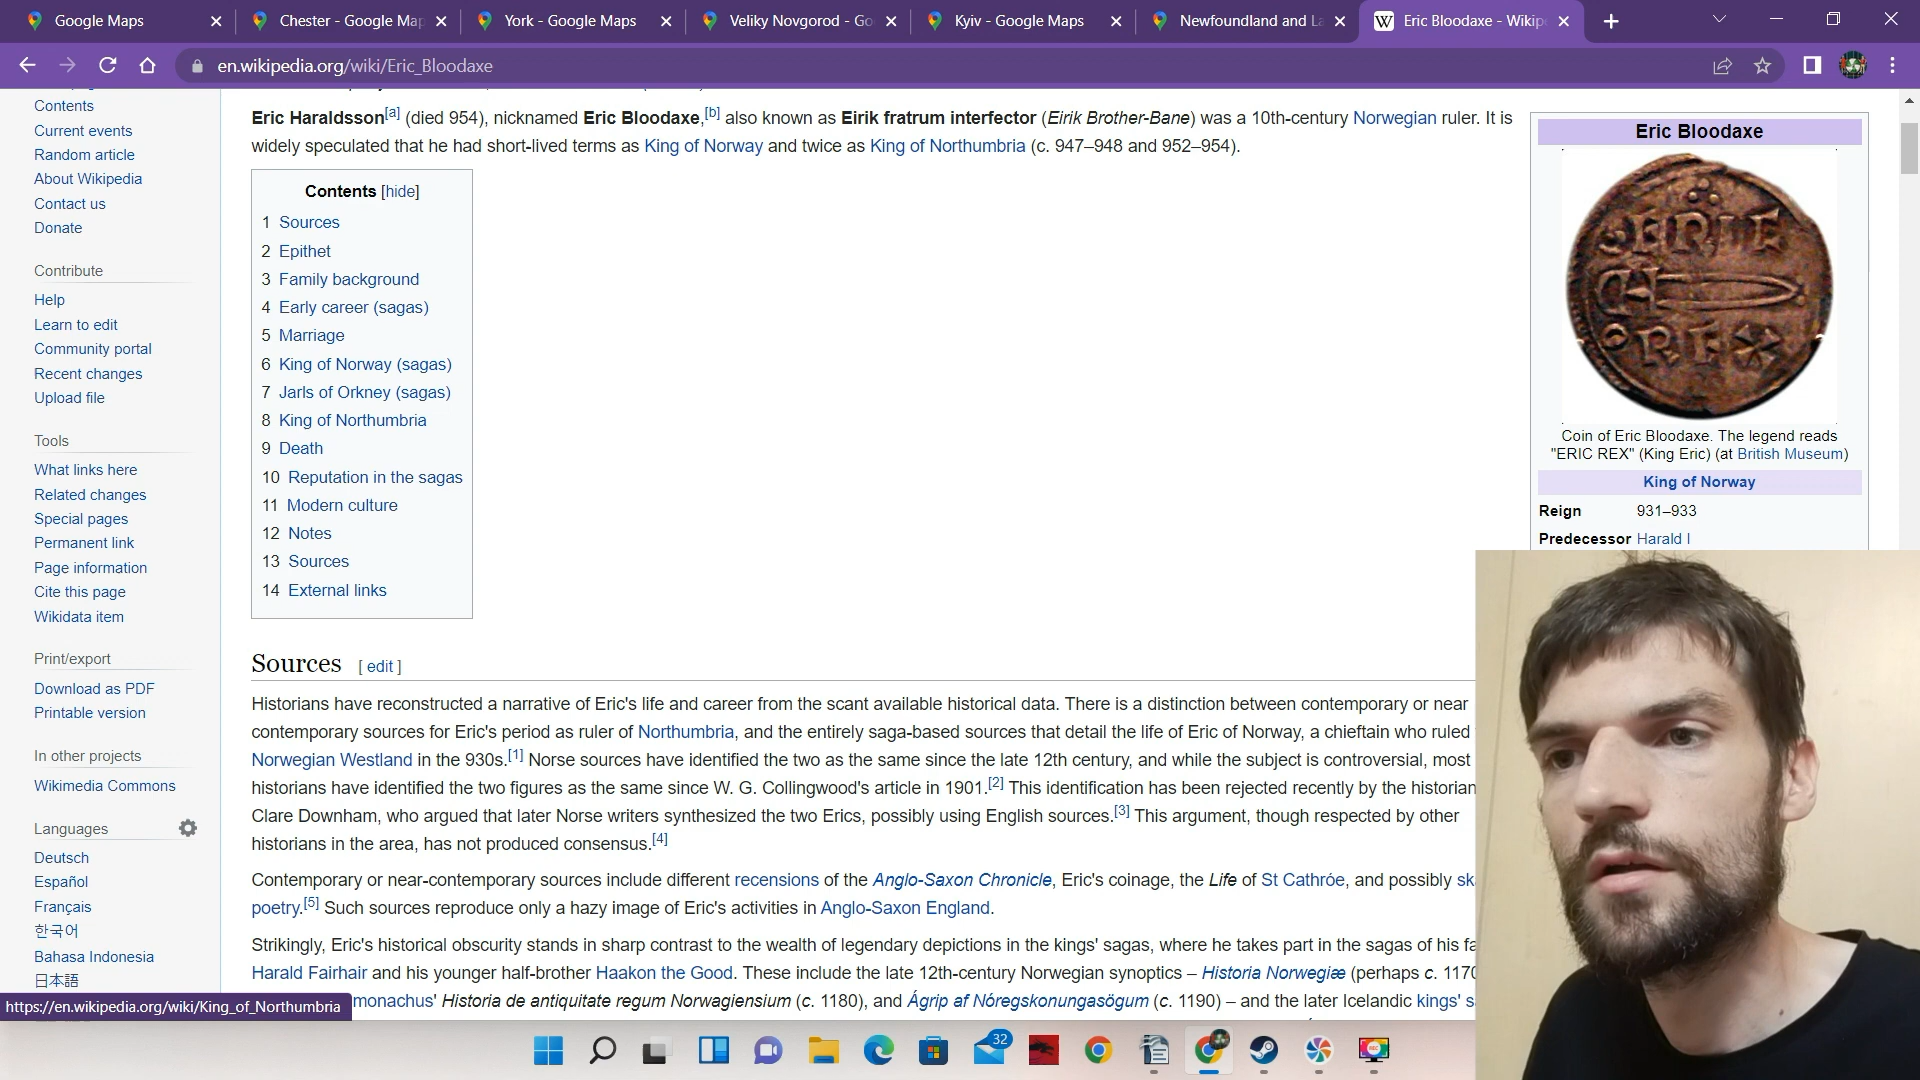 Google Maps
Chester - Google Map
York - Google Maps
Veliky Novgorod - Go
Kyiv - Google Maps
Newfoundland and La
Eric Bloodaxe - Wikip
en.wikipedia.org/wiki/Eric_Bloodaxe
Contents
Current events
Random article
About Wikipedia
Contact us
Donate
Contribute
Help
Learn to edit
Community portal
Recent changes
Upload file
Tools
What links here
Related changes
Special pages
Permanent link
Page information
Cite this page
Wikidata item
Print/export
Download as PDF
Printable version
In other projects
Wikimedia Commons
Languages
Deutsch
Español
Français
한국어
Bahasa Indonesia
日本語
https://en.wikipedia.org/wiki/King_of_Northumbria
Eric Haraldsson[a] (died 954), nicknamed Eric Bloodaxe,[b] also known as Eirik fratrum interfector (Eirik Brother-Bane) was a 10th-century Norwegian ruler. It is
widely speculated that he had short-lived terms as King of Norway and twice as King of Northumbria (c. 947–948 and 952–954).
Contents [hide]
1 Sources
2 Epithet
3 Family background
4 Early career (sagas)
5 Marriage
6 King of Norway (sagas)
7 Jarls of Orkney (sagas)
8 King of Northumbria
9 Death
10 Reputation in the sagas
11 Modern culture
12 Notes
13 Sources
14 External links
Sources [ edit ]
Historians have reconstructed a narrative of Eric's life and career from the scant available historical data. There is a distinction between contemporary or near
contemporary sources for Eric's period as ruler of Northumbria, and the entirely saga-based sources that detail the life of Eric of Norway, a chieftain who ruled
Norwegian Westland in the 930s.[1] Norse sources have identified the two as the same since the late 12th century, and while the subject is controversial, most
historians have identified the two figures as the same since W. G. Collingwood's article in 1901.[2] This identification has been rejected recently by the historian
Clare Downham, who argued that later Norse writers synthesized the two Erics, possibly using English sources.[3] This argument, though respected by other
historians in the area, has not produced consensus.[4]
Contemporary or near-contemporary sources include different recensions of the Anglo-Saxon Chronicle, Eric's coinage, the Life of St Cathróe, and possibly sk
poetry.[5] Such sources reproduce only a hazy image of Eric's activities in Anglo-Saxon England.
Strikingly, Eric's historical obscurity stands in sharp contrast to the wealth of legendary depictions in the kings' sagas, where he takes part in the sagas of his fa
Harald Fairhair and his younger half-brother Haakon the Good. These include the late 12th-century Norwegian synoptics – Historia Norwegiæ (perhaps c. 1170
monachus' Historia de antiquitate regum Norwagiensium (c. 1180), and Ágrip af Nóregskonungasögum (c. 1190) – and the later Icelandic kings' s
Eric Bloodaxe
Coin of Eric Bloodaxe. The legend reads
"ERIC REX" (King Eric) (at British Museum)
King of Norway
Reign 931–933
Predecessor Harald I
32